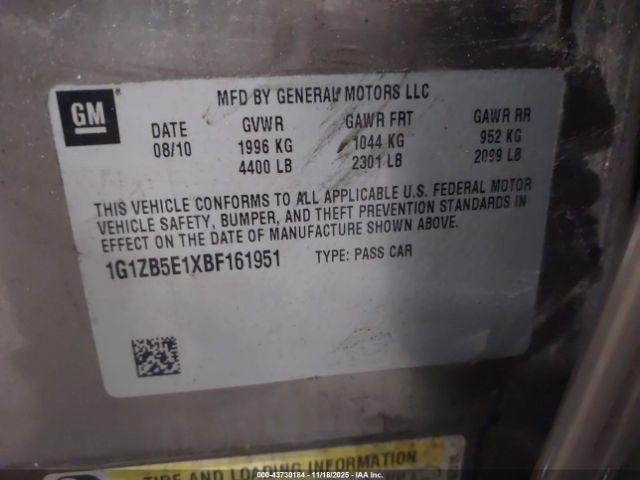 GM
MFD BY GENERAL MOTORS LLC
DATE GVWR GAWR FRT GAWR RR
08/10 1996 KG 1044 KG 952 KG
4400 LB 2301 LB 2099 LB
THIS VEHICLE CONFORMS TO ALL APPLICABLE U.S. FEDERAL MOTOR
VEHICLE SAFETY, BUMPER, AND THEFT PREVENTION STANDARDS IN
EFFECT ON THE DATE OF MANUFACTURE SHOWN ABOVE.
1G1ZB5E1XBF161951 TYPE: PASS CAR
TIRE AND LOADING INFORMATION
000-43730184 - 11/18/2025 - IAAI.com